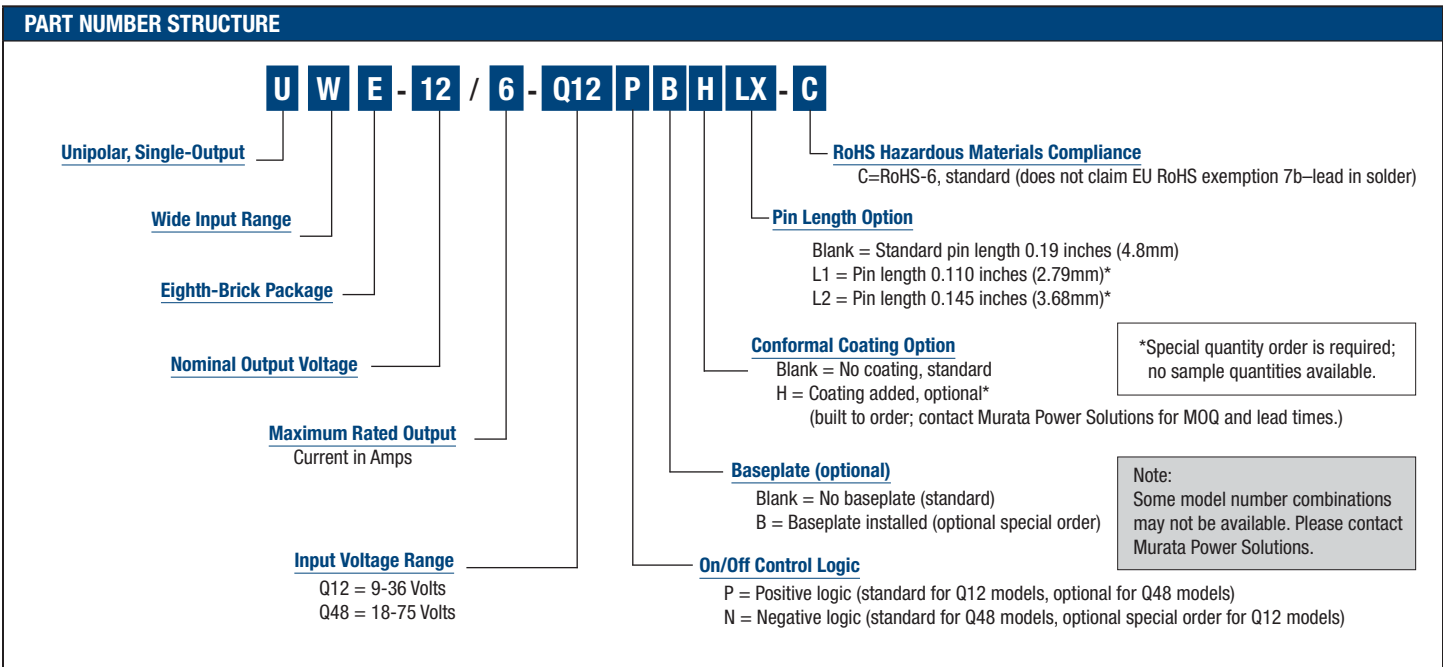 PART NUMBER STRUCTURE
U W E - 12 / 6 - Q12 P B H LX - C
Unipolar, Single-Output
RoHS Hazardous Materials Compliance
C=RoHS-6, standard (does not claim EU RoHS exemption 7b–lead in solder)
Wide Input Range
Pin Length Option
Blank = Standard pin length 0.19 inches (4.8mm)
L1 = Pin length 0.110 inches (2.79mm)*
L2 = Pin length 0.145 inches (3.68mm)*
Eighth-Brick Package
Nominal Output Voltage
Conformal Coating Option
Blank = No coating, standard
H = Coating added, optional*
(built to order; contact Murata Power Solutions for MOQ and lead times.)
*Special quantity order is required;
no sample quantities available.
Maximum Rated Output
Current in Amps
Baseplate (optional)
Blank = No baseplate (standard)
B = Baseplate installed (optional special order)
Note:
Some model number combinations
may not be available. Please contact
Murata Power Solutions.
Input Voltage Range
Q12 = 9-36 Volts
Q48 = 18-75 Volts
On/Off Control Logic
P = Positive logic (standard for Q12 models, optional for Q48 models)
N = Negative logic (standard for Q48 models, optional special order for Q12 models)